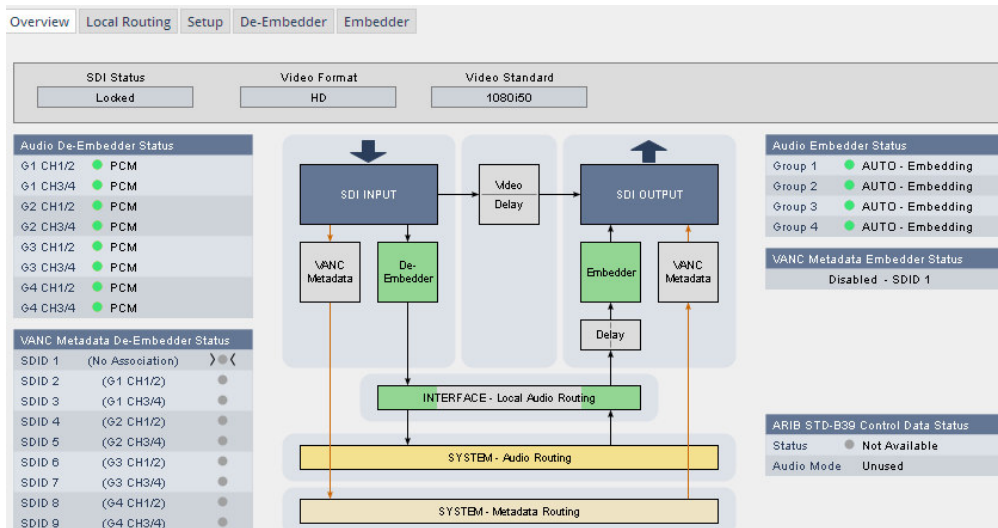 Overview Local Routing Setup De-Embedder Embedder
SDI Status Video Format Video Standard
Locked HD 1080i50
Audio De-Embedder Status
G1 CH1/2 PCM
G1 CH3/4 PCM
G2 CH1/2 PCM
G2 CH3/4 PCM
G3 CH1/2 PCM
G3 CH3/4 PCM
G4 CH1/2 PCM
G4 CH3/4 PCM
VANC Metadata De-Embedder Status
SDID 1 (No Association)
SDID 2 (G1 CH1/2)
SDID 3 (G1 CH3/4)
SDID 4 (G2 CH1/2)
SDID 5 (G2 CH3/4)
SDID 6 (G3 CH1/2)
SDID 7 (G3 CH3/4)
SDID 8 (G4 CH1/2)
SDID 9 (G4 CH3/4)
SDI INPUT
Video
Delay
SDI OUTPUT
VANC
Metadata
De-
Embedder
Embedder
VANC
Metadata
Delay
INTERFACE - Local Audio Routing
SYSTEM - Audio Routing
SYSTEM - Metadata Routing
Audio Embedder Status
Group 1 AUTO - Embedding
Group 2 AUTO - Embedding
Group 3 AUTO - Embedding
Group 4 AUTO - Embedding
VANC Metadata Embedder Status
Disabled - SDID 1
ARIB STD-B39 Control Data Status
Status Not Available
Audio Mode Unused